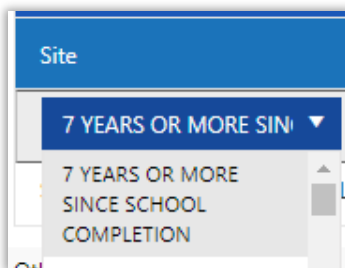 Site
7 YEARS OR MORE SIN
7 YEARS OR MORE
SINCE SCHOOL
COMPLETION